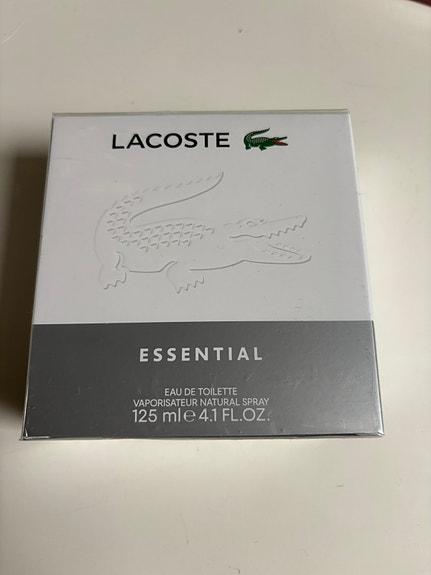 LACOSTE
ESSENTIAL
EAU DE TOILETTE
VAPORISATEUR NATURAL SPRAY
125 ml℮4.1 FL.OZ.